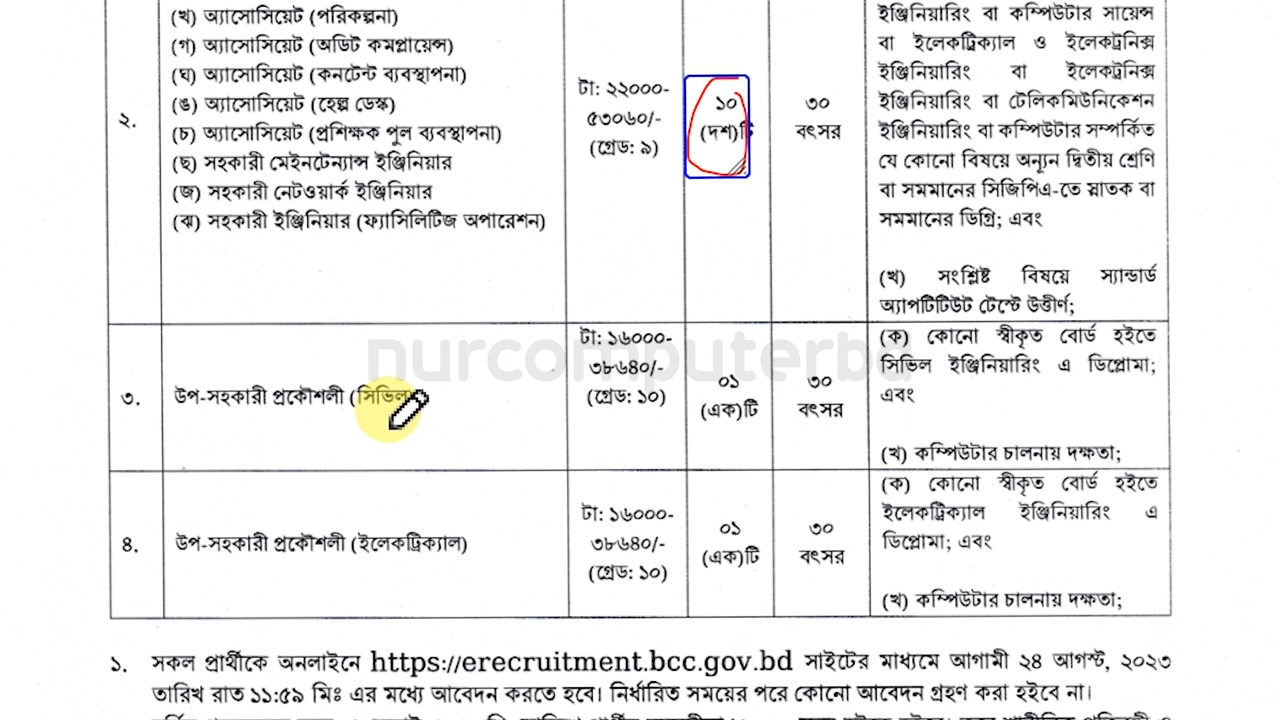 (খ) অ্যাসোসিয়েট (পরিকল্পনা)
(গ) অ্যাসোসিয়েট (অডিট কমপ্লায়েন্স)
(ঘ) অ্যাসোসিয়েট (কনটেন্ট ব্যবস্থাপনা)
(ঙ) অ্যাসোসিয়েট (হেল্প ডেস্ক)
(চ) অ্যাসোসিয়েট (প্রশিক্ষক পুল ব্যবস্থাপনা)
(ছ) সহকারী মেইনটেন্যান্স ইঞ্জিনিয়ার
(জ) সহকারী নেটওয়ার্ক ইঞ্জিনিয়ার
(ঝ) সহকারী ইঞ্জিনিয়ার (ফ্যাসিলিটিজ অপারেশন)
২.
টা: ২২০০০-
৫৩০৬০/-
(গ্রেড: ৯)
১০
(দশ)টি
৩০
বৎসর
ইঞ্জিনিয়ারিং বা কম্পিউটার সায়েন্স
বা ইলেকট্রিক্যাল ও ইলেকট্রনিক্স
ইঞ্জিনিয়ারিং বা ইলেকট্রনিক্স
ইঞ্জিনিয়ারিং বা টেলিকমিউনিকেশন
ইঞ্জিনিয়ারিং বা কম্পিউটার সম্পর্কিত
যে কোনো বিষয়ে অন্যূন দ্বিতীয় শ্রেণি
বা সমমানের সিজিপিএ-তে স্নাতক বা
সমমানের ডিগ্রি; এবং
(খ) সংশ্লিষ্ট বিষয়ে স্যান্ডার্ড
অ্যাপটিটিউট টেস্টে উত্তীর্ণ;
৩.
উপ-সহকারী প্রকৌশলী (সিভিল)
টা: ১৬০০০-
৩৮৬৪০/-
(গ্রেড: ১০)
০১
(এক)টি
৩০
বৎসর
(ক) কোনো স্বীকৃত বোর্ড হইতে
সিভিল ইঞ্জিনিয়ারিং এ ডিপ্লোমা;
এবং
(খ) কম্পিউটার চালনায় দক্ষতা;
nurcomputerbd
৪.
উপ-সহকারী প্রকৌশলী (ইলেকট্রিক্যাল)
টা: ১৬০০০-
৩৮৬৪০/-
(গ্রেড: ১০)
০১
(এক)টি
৩০
বৎসর
(ক) কোনো স্বীকৃত বোর্ড হইতে
ইলেকট্রিক্যাল ইঞ্জিনিয়ারিং এ
ডিপ্লোমা; এবং
(খ) কম্পিউটার চালনায় দক্ষতা;
১. সকল প্রার্থীকে অনলাইনে https://erecruitment.bcc.gov.bd সাইটের মাধ্যমে আগামী ২৪ আগস্ট, ২০২৩
তারিখ রাত ১১:৫৯ মিঃ এর মধ্যে আবেদন করতে হবে। নির্ধারিত সময়ের পরে কোনো আবেদন গ্রহণ করা হইবে না।